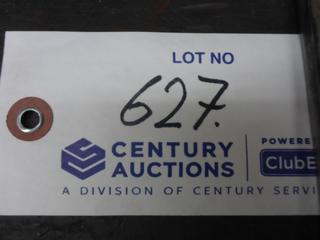 LOT NO
627.
CENTURY
AUCTIONS
POWERE
ClubE
A DIVISION OF CENTURY SERVI